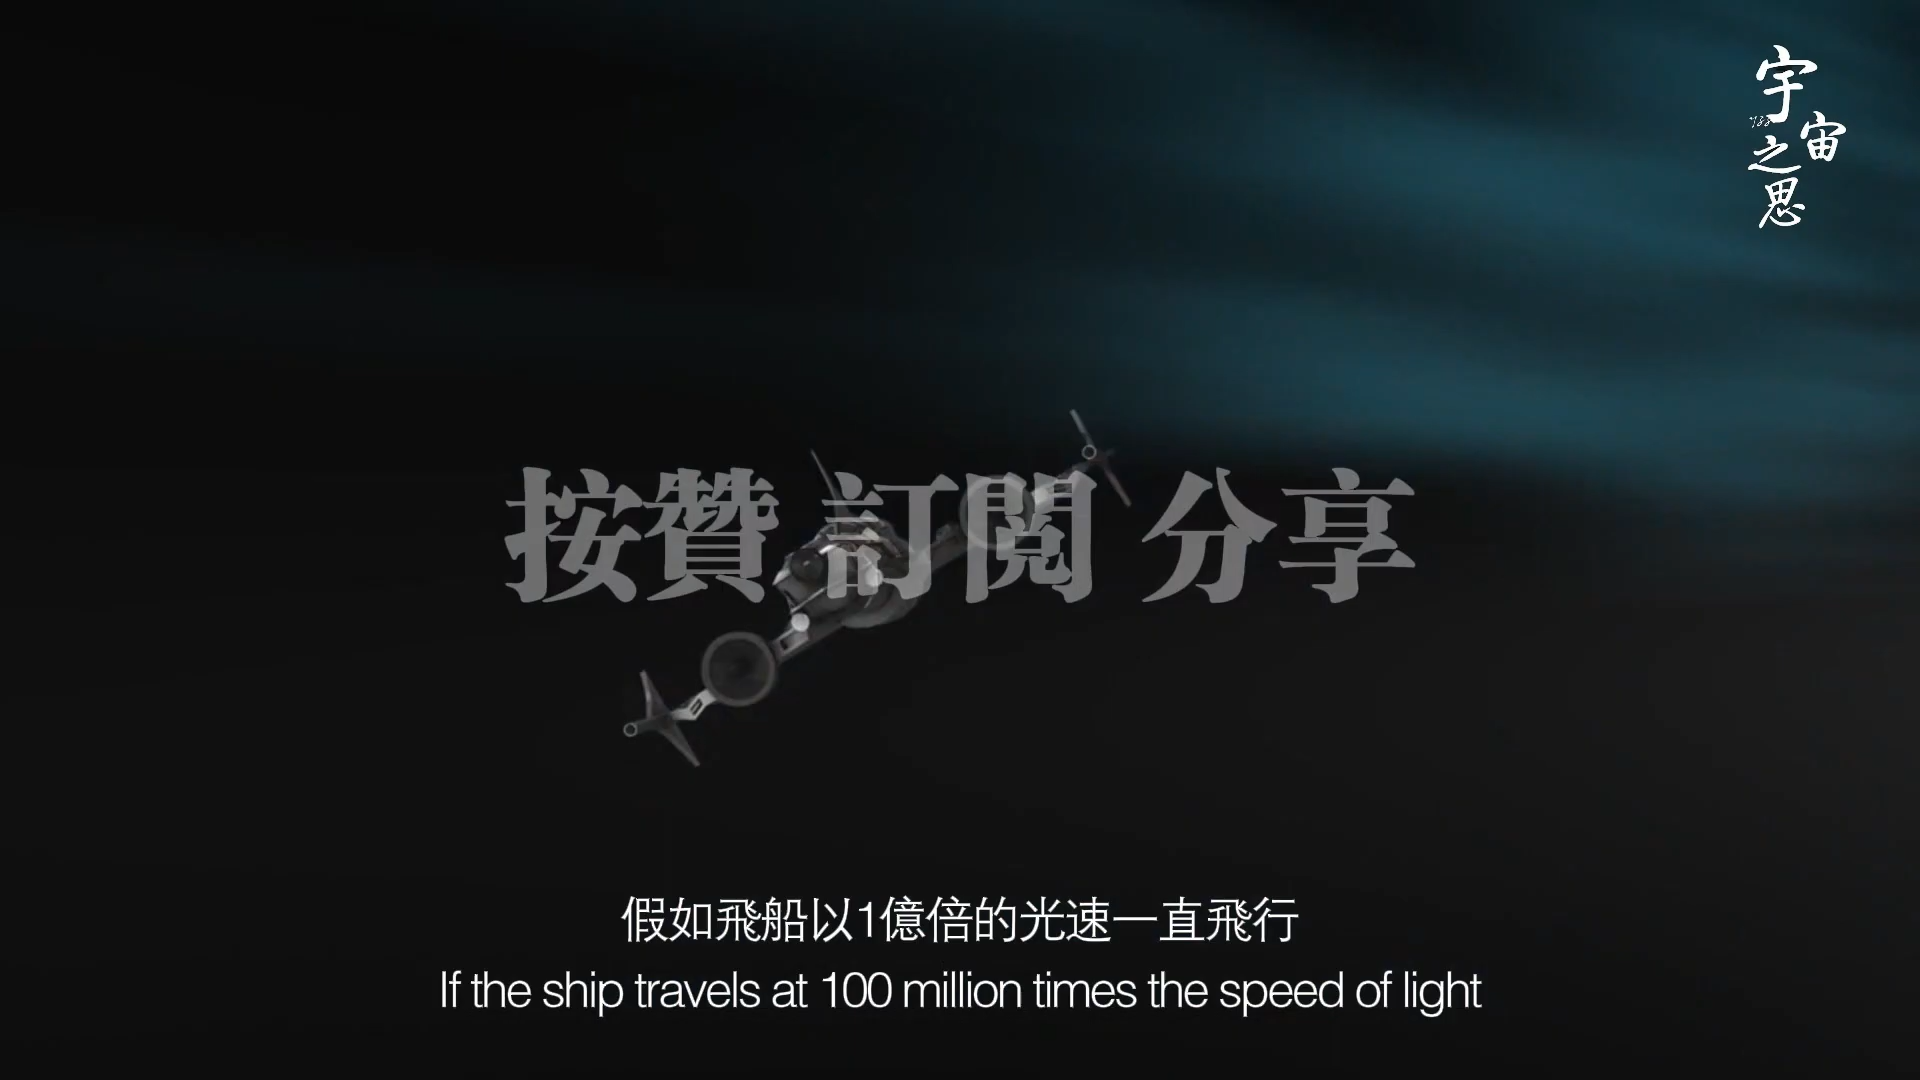 宇宙之思
按贊 訂閱 分享
假如飛船以1億倍的光速一直飛行
If the ship travels at 100 million times the speed of light